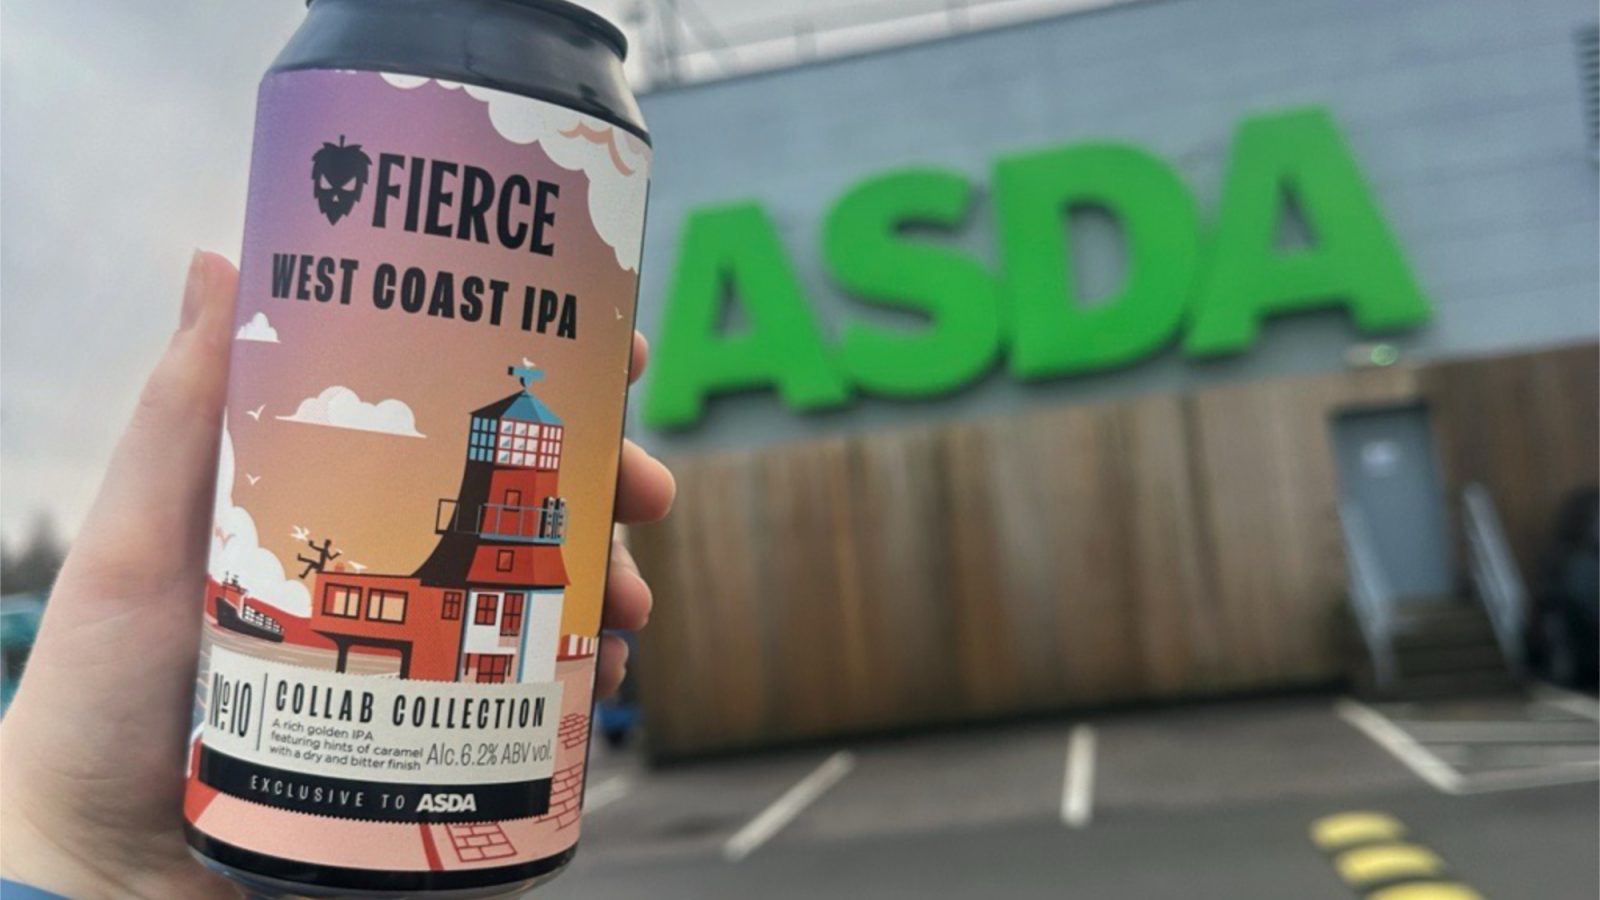 FIERCE
WEST COAST IPA
Nº10
COLLAB COLLECTION
A rich golden IPA
featuring hints of caramel
with a dry and bitter finish
Alc.6.2% ABV vol.
EXCLUSIVE TO ASDA
ASDA